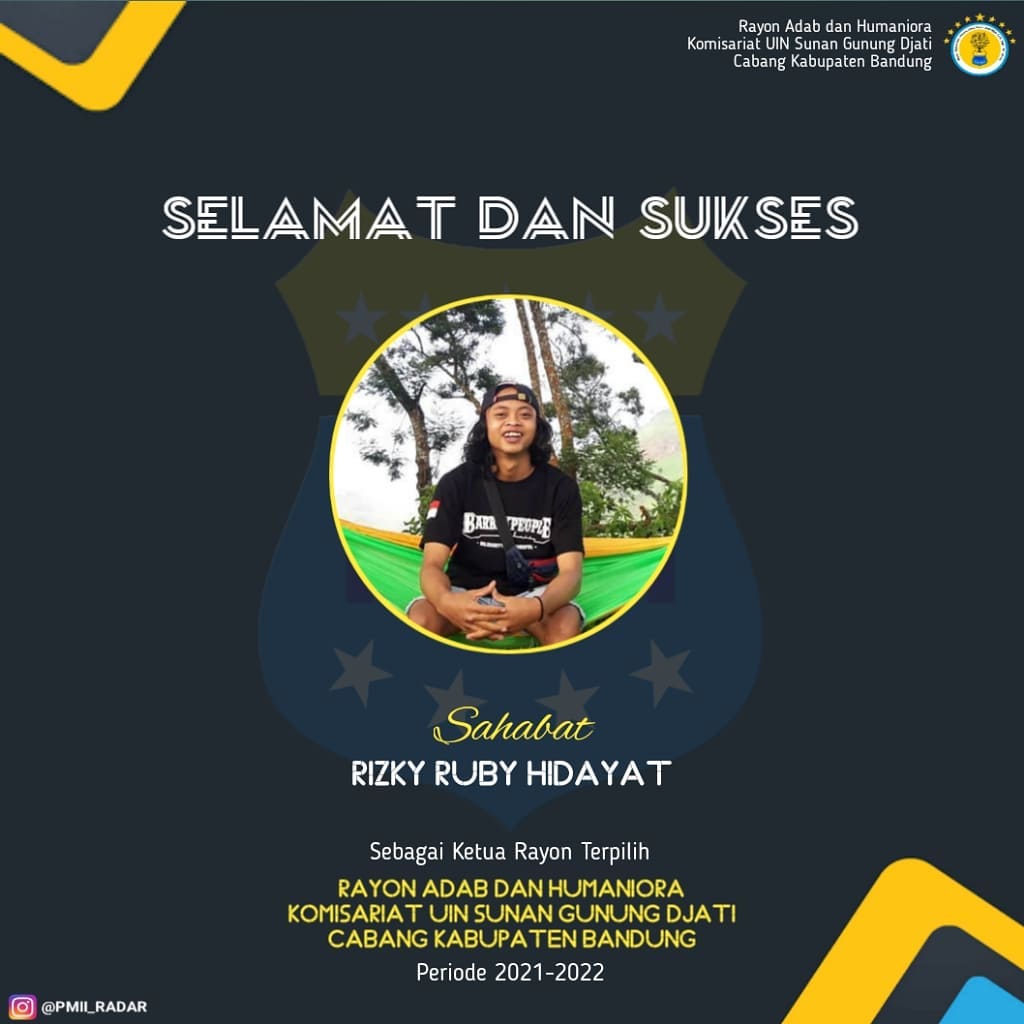 Rayon Adab dan Humaniora
Komisariat UIN Sunan Gunung Djati
Cabang Kabupaten Bandung
SELAMAT DAN SUKSES
Sahabat
RIZKY RUBY HIDAYAT
Sebagai Ketua Rayon Terpilih
RAYON ADAB DAN HUMANIORA
KOMISARIAT UIN SUNAN GUNUNG DJATI
CABANG KABUPATEN BANDUNG
Periode 2021-2022
@PMII_RADAR